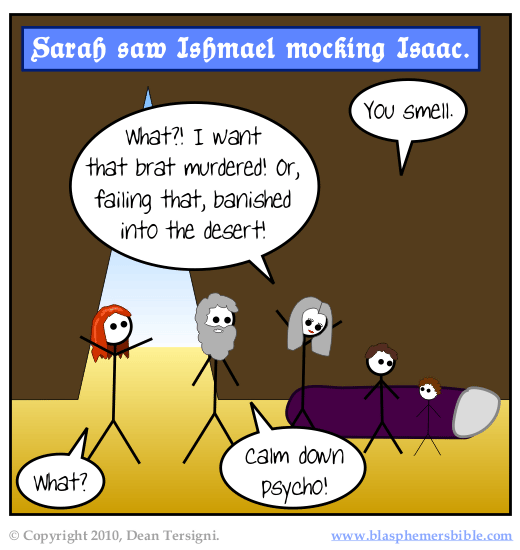 Sarah saw Ishmael mocking Isaac.
You smell.
What?! I want
that brat murdered! Or,
failing that, banished
into the desert!
What?
Calm down
psycho!
© Copyright 2010, Dean Tersigni.
www.blasphemersbible.com